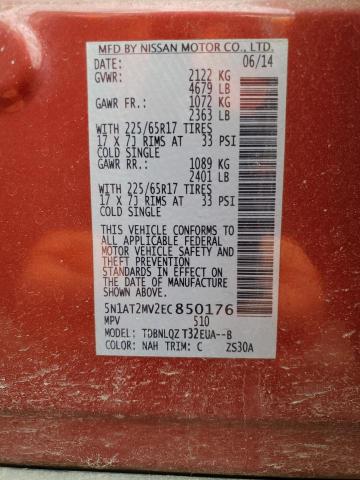 MFD BY NISSAN MOTOR CO., LTD.
DATE: 06/14
GVWR: 2122 KG
4679 LB
GAWR FR.: 1072 KG
2363 LB
WITH 225/65R17 TIRES
17 X 7J RIMS AT 33 PSI
COLD SINGLE
GAWR RR.: 1089 KG
2401 LB
WITH 225/65R17 TIRES
17 X 7J RIMS AT 33 PSI
COLD SINGLE
THIS VEHICLE CONFORMS TO
ALL APPLICABLE FEDERAL
MOTOR VEHICLE SAFETY AND
THEFT PREVENTION
STANDARDS IN EFFECT ON
THE DATE OF MANUFACTURE
SHOWN ABOVE.
5N1AT2MV2EC850176
MPV S10
MODEL: TDBNLQZ T32EUA--B
COLOR: NAH TRIM: C ZS30A